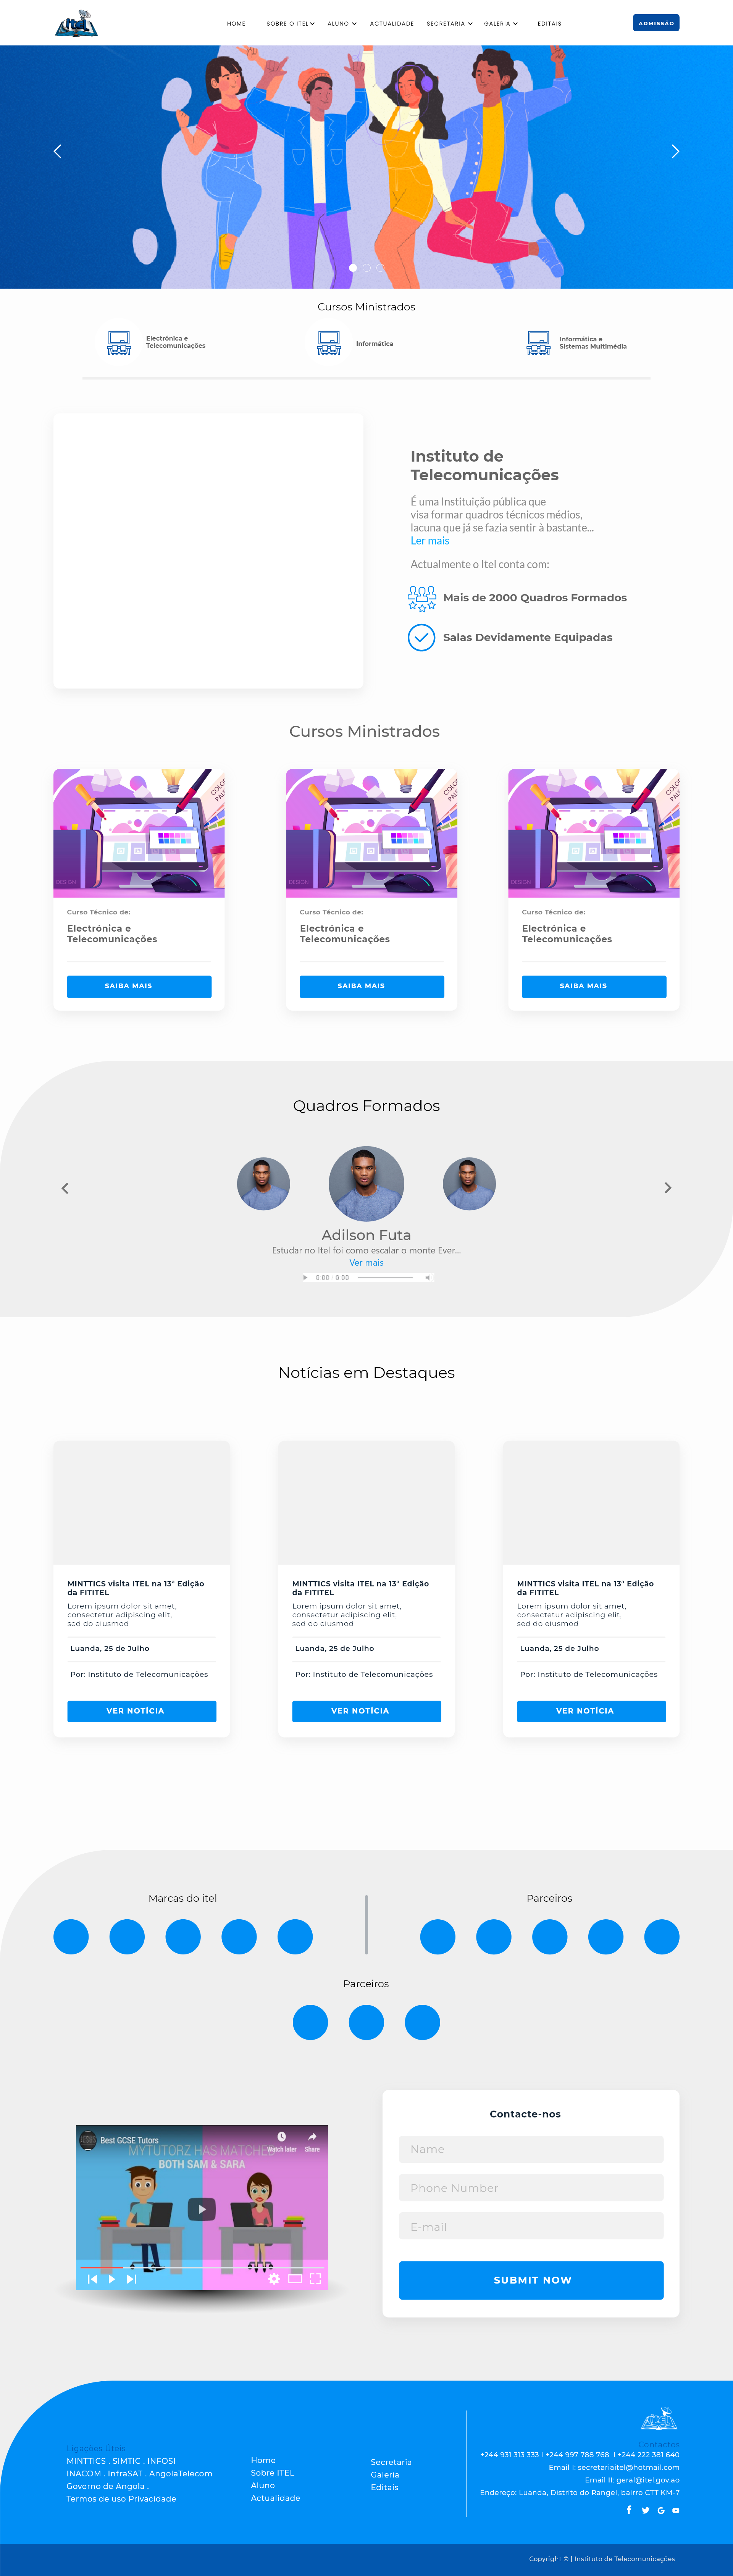 itel
HOME
SOBRE O ITEL
ALUNO
ACTUALIDADE
SECRETARIA
GALERIA
EDITAIS
ADMISSÃO
Cursos Ministrados
Electrónica e
Telecomunicações
Informática
Informática e
Sistemas Multimédia
Instituto de
Telecomunicações
É uma Instituição pública que
visa formar quadros técnicos médios,
lacuna que já se fazia sentir à bastante...
Ler mais
Actualmente o Itel conta com:
Mais de 2000 Quadros Formados
Salas Devidamente Equipadas
Cursos Ministrados
DESIGN
Curso Técnico de:
Electrónica e
Telecomunicações
SAIBA MAIS
DESIGN
Curso Técnico de:
Electrónica e
Telecomunicações
SAIBA MAIS
DESIGN
Curso Técnico de:
Electrónica e
Telecomunicações
SAIBA MAIS
Quadros Formados
Adilson Futa
Estudar no Itel foi como escalar o monte Ever...
Ver mais
0:00 / 0:00
Notícias em Destaques
MINTTICS visita ITEL na 13ª Edição
da FITITEL
Lorem ipsum dolor sit amet,
consectetur adipiscing elit,
sed do eiusmod
Luanda, 25 de Julho
Por: Instituto de Telecomunicações
VER NOTÍCIA
MINTTICS visita ITEL na 13ª Edição
da FITITEL
Lorem ipsum dolor sit amet,
consectetur adipiscing elit,
sed do eiusmod
Luanda, 25 de Julho
Por: Instituto de Telecomunicações
VER NOTÍCIA
MINTTICS visita ITEL na 13ª Edição
da FITITEL
Lorem ipsum dolor sit amet,
consectetur adipiscing elit,
sed do eiusmod
Luanda, 25 de Julho
Por: Instituto de Telecomunicações
VER NOTÍCIA
Marcas do itel
Parceiros
Parceiros
Best GCSE Tutors
Watch later
Share
MYTUTORZ HAS MATCHED
BOTH SAM & SARA
Contacte-nos
Name
Phone Number
E-mail
SUBMIT NOW
Ligações Úteis
MINTTICS . SIMTIC . INFOSI
INACOM . InfraSAT . AngolaTelecom
Governo de Angola .
Termos de uso Privacidade
Home
Sobre ITEL
Aluno
Actualidade
Secretaria
Galeria
Editais
itel
Contactos
+244 931 313 333 I +244 997 788 768 I +244 222 381 640
Email I: secretariaitel@hotmail.com
Email II: geral@itel.gov.ao
Endereço: Luanda, Distrito do Rangel, bairro CTT KM-7
Copyright © | Instituto de Telecomunicações